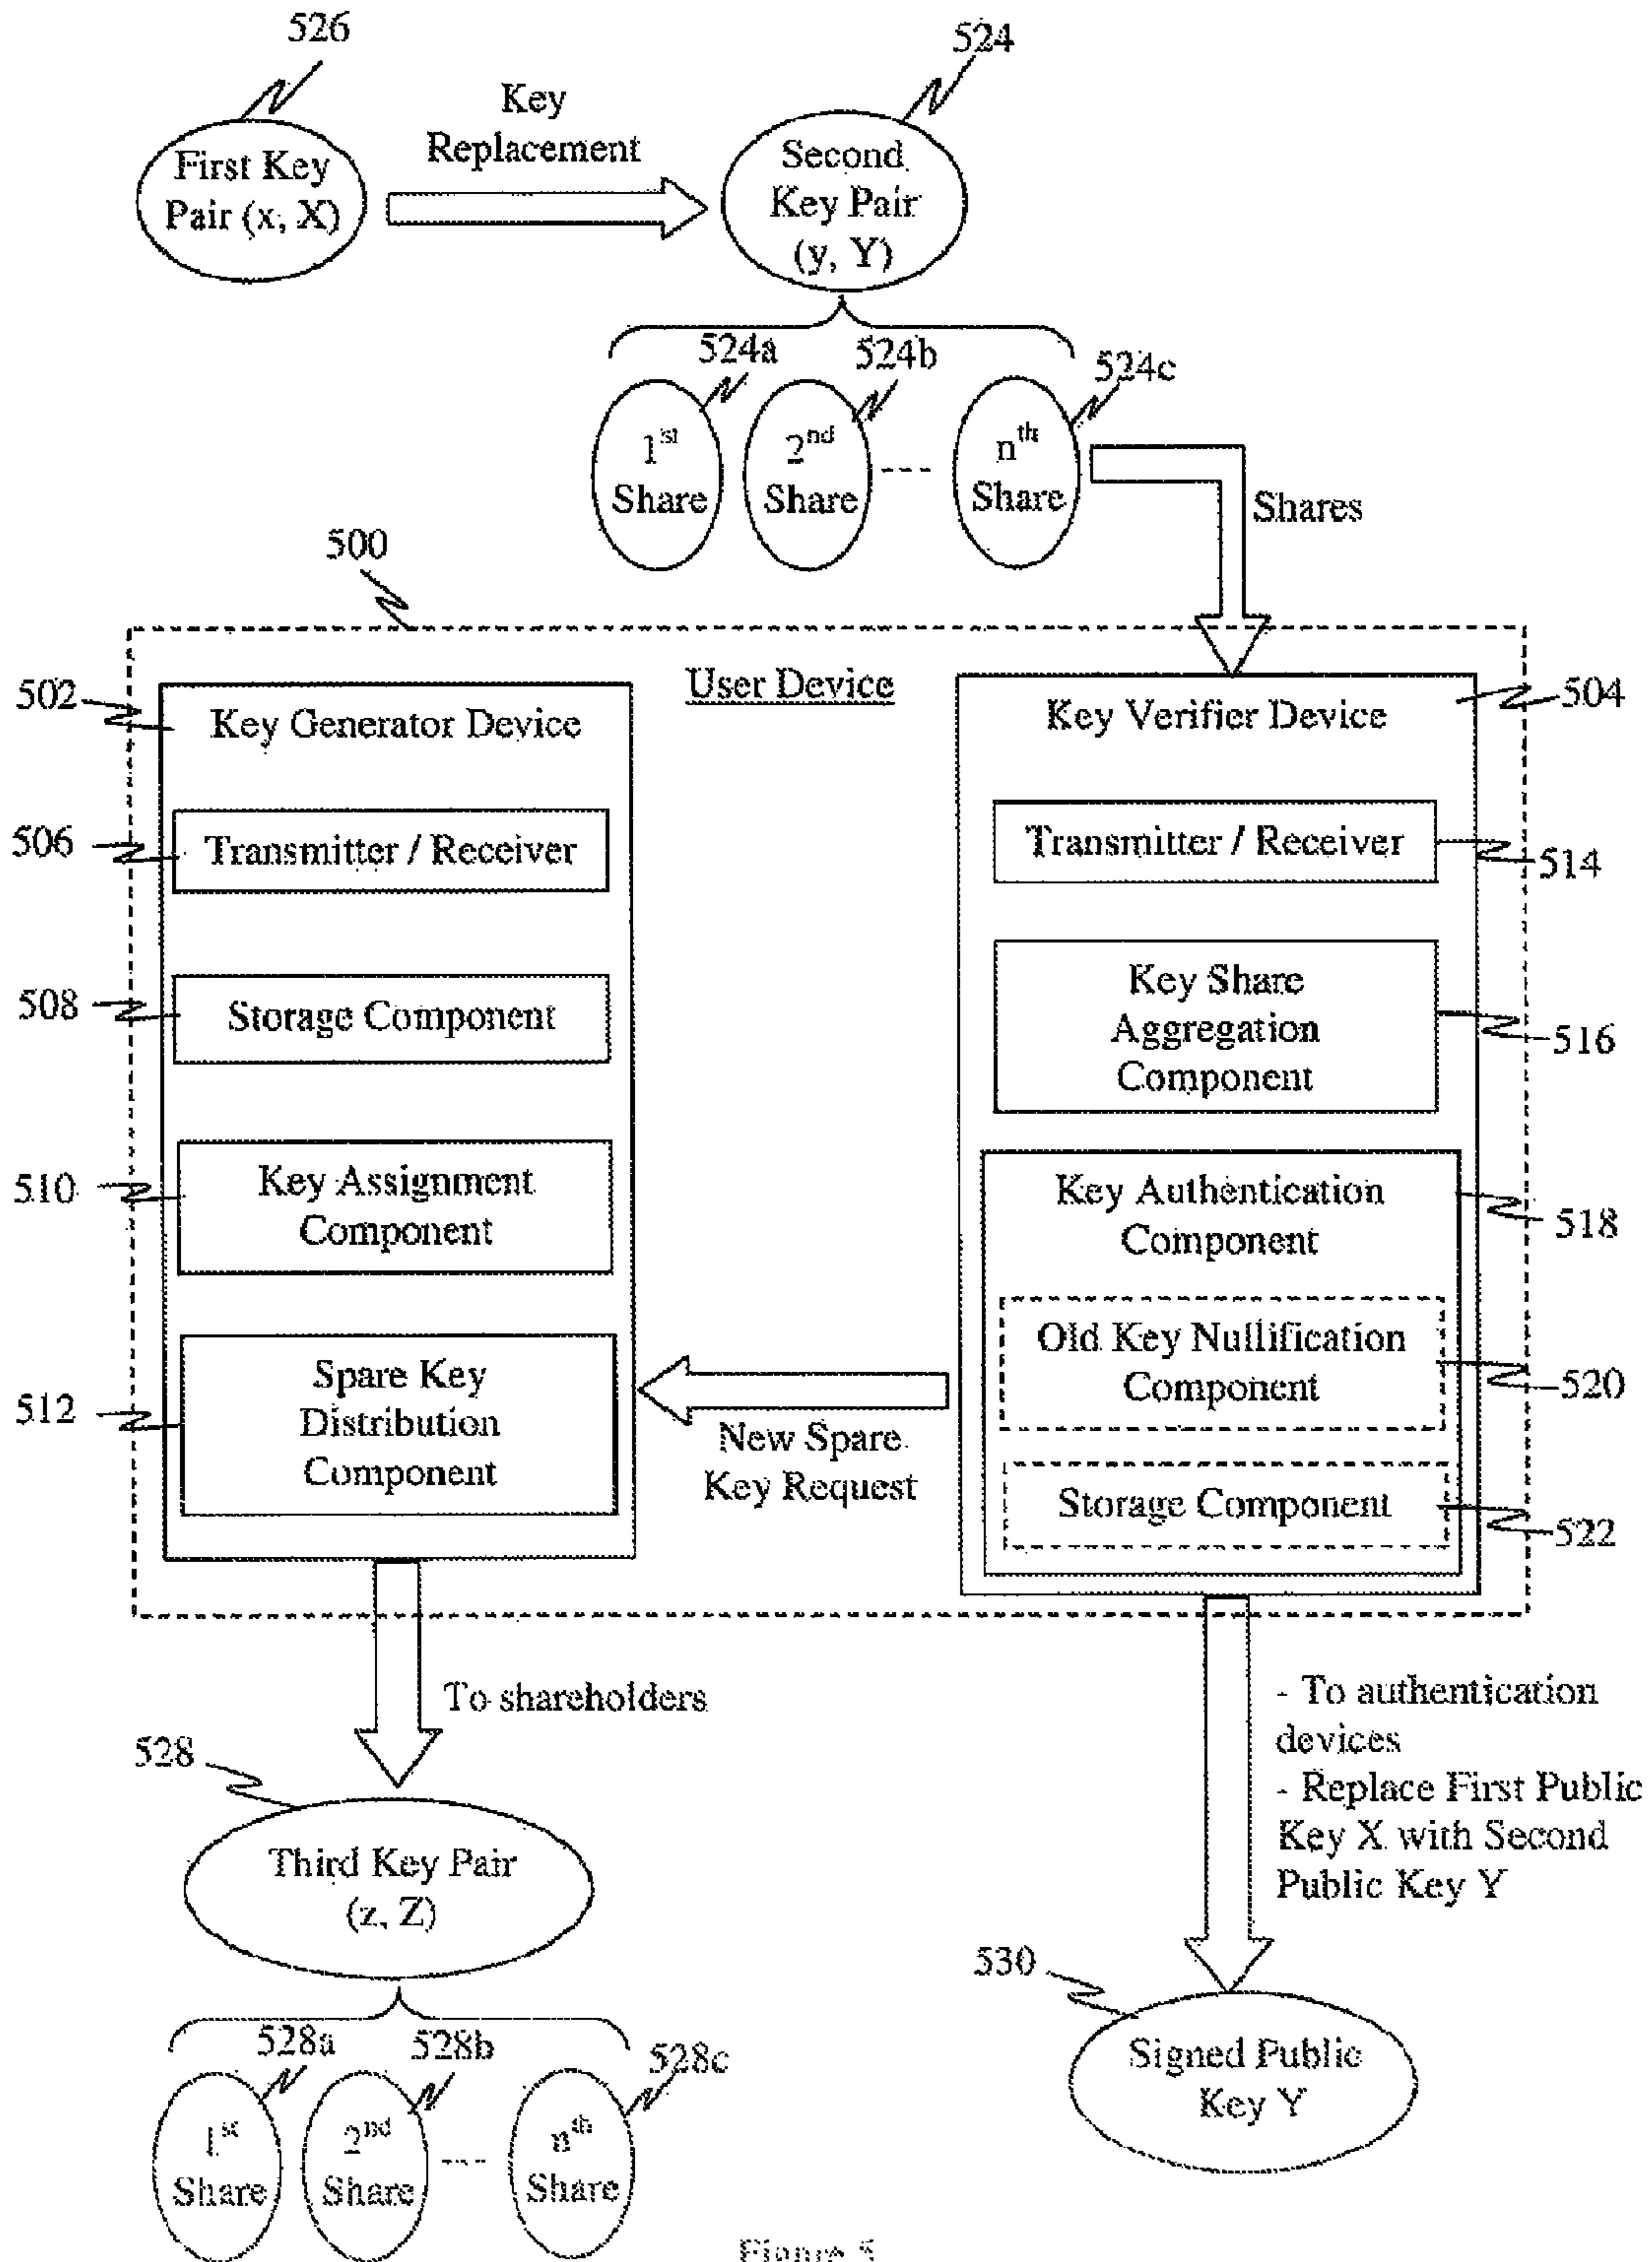 526
524
Key
Replacement
First Key
Pair (x, X)
Second
Key Pair
(y, Y)
524a
524b
524c
1st
Share
2nd
Share
----
nth
Share
Shares
500
User Device
502
Key Generator Device
504
Key Verifier Device
506
Transmitter / Receiver
Transmitter / Receiver
514
508
Storage Component
Key Share
Aggregation
Component
516
510
Key Assignment
Component
Key Authentication
Component
518
Old Key Nullification
Component
520
512
Spare Key
Distribution
Component
New Spare
Key Request
Storage Component
522
To shareholders
- To authentication
devices
- Replace First Public
Key X with Second
Public Key Y
528
Third Key Pair
(z, Z)
530
Signed Public
Key Y
528a
528b
528c
1st
Share
2nd
Share
----
nth
Share
Figure 5